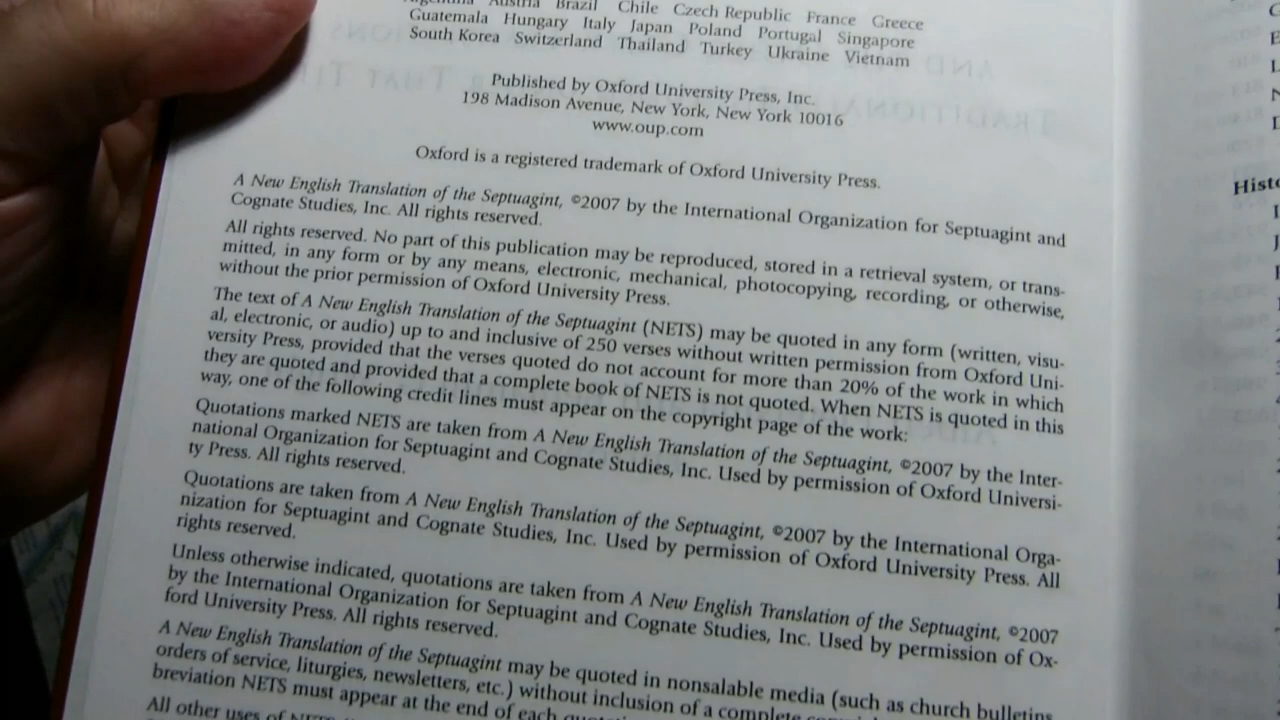 Argentina Austria Brazil Chile Czech Republic France Greece
Guatemala Hungary Italy Japan Poland Portugal Singapore
South Korea Switzerland Thailand Turkey Ukraine Vietnam
Published by Oxford University Press, Inc.
198 Madison Avenue, New York, New York 10016
www.oup.com
Oxford is a registered trademark of Oxford University Press.
A New English Translation of the Septuagint, ©2007 by the International Organization for Septuagint and
Cognate Studies, Inc. All rights reserved.
All rights reserved. No part of this publication may be reproduced, stored in a retrieval system, or trans-
mitted, in any form or by any means, electronic, mechanical, photocopying, recording, or otherwise,
without the prior permission of Oxford University Press.
The text of A New English Translation of the Septuagint (NETS) may be quoted in any form (written, visu-
al, electronic, or audio) up to and inclusive of 250 verses without written permission from Oxford Uni-
versity Press, provided that the verses quoted do not account for more than 20% of the work in which
they are quoted and provided that a complete book of NETS is not quoted. When NETS is quoted in this
way, one of the following credit lines must appear on the copyright page of the work:
Quotations marked NETS are taken from A New English Translation of the Septuagint, ©2007 by the Inter-
national Organization for Septuagint and Cognate Studies, Inc. Used by permission of Oxford Universi-
ty Press. All rights reserved.
Quotations are taken from A New English Translation of the Septuagint, ©2007 by the International Orga-
nization for Septuagint and Cognate Studies, Inc. Used by permission of Oxford University Press. All
rights reserved.
Unless otherwise indicated, quotations are taken from A New English Translation of the Septuagint, ©2007
by the International Organization for Septuagint and Cognate Studies, Inc. Used by permission of Ox-
ford University Press. All rights reserved.
A New English Translation of the Septuagint may be quoted in nonsalable media (such as church bulletins,
orders of service, liturgies, newsletters, etc.) without inclusion of a complete
breviation NETS must appear at the end of each
All other uses of NETS
Histo